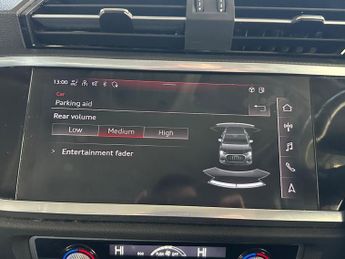 13:00
Car
Parking aid
Rear volume
Low Medium High
> Entertainment fader
HI HI